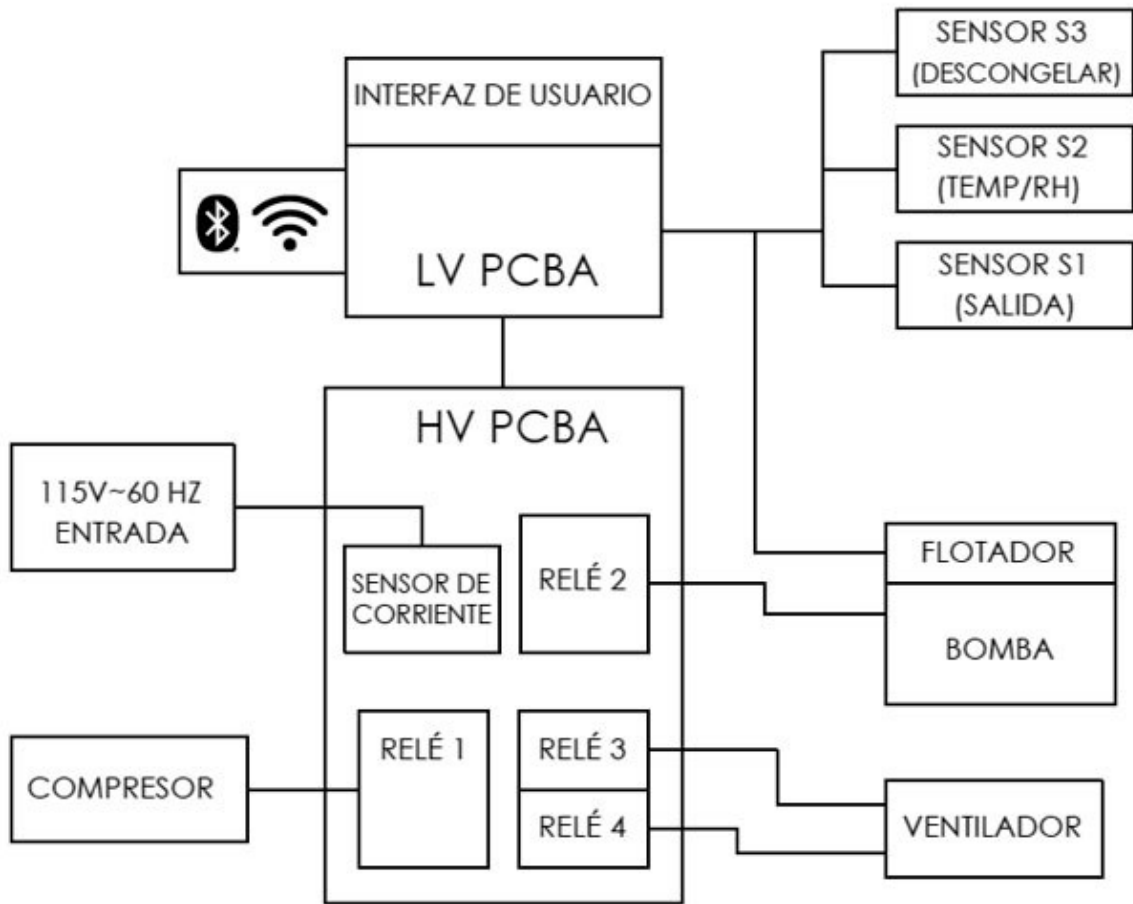 SENSOR S3
(DESCONGELAR)
INTERFAZ DE USUARIO
SENSOR S2
(TEMP/RH)
LV PCBA
SENSOR S1
(SALIDA)
HV PCBA
115V~60 HZ
ENTRADA
SENSOR DE
CORRIENTE
RELÉ 2
FLOTADOR
BOMBA
COMPRESOR
RELÉ 1
RELÉ 3
RELÉ 4
VENTILADOR